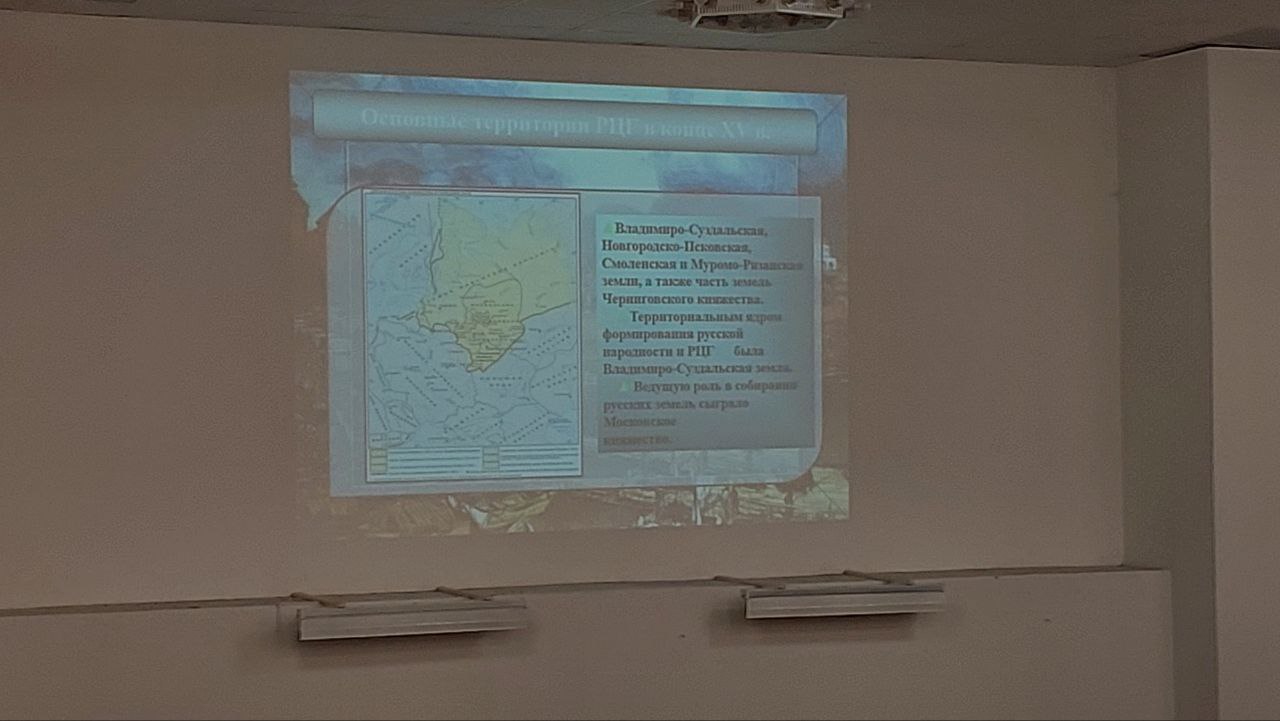 Основные территории РЦГ в конце XV в.
Владимиро-Суздальская,
Новгородско-Псковская,
Смоленская и Муромо-Рязанская
земли, а также часть земель
Черниговского княжества.
Территориальным ядром
формирования русской
народности и РЦГ была
Владимиро-Суздальская земля.
Ведущую роль в собирании
русских земель сыграло
Московское
княжество.